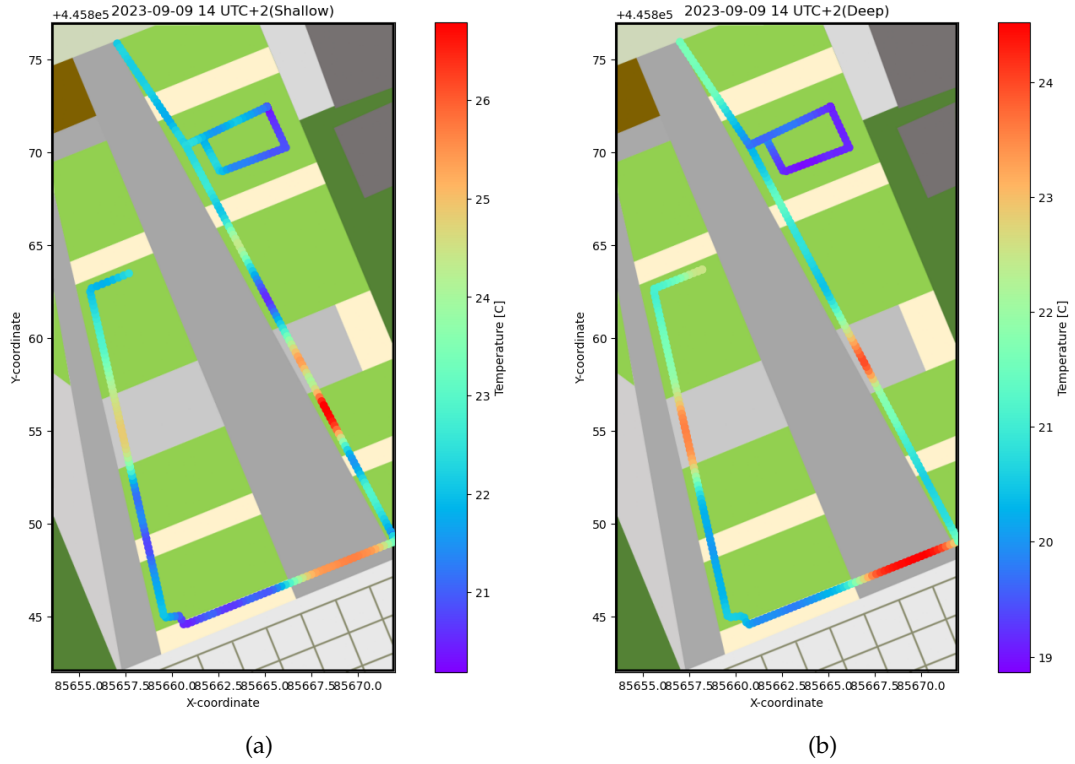 +4.458e5 2023-09-09 14 UTC+2(Shallow)
75
70
65
60
55
50
45
85655.0 85657.5 85660.0 85662.5 85665.0 85667.5 85670.0
X-coordinate
Y-coordinate
26
25
24
23
22
21
Temperature [C]
(a)
+4.458e5 2023-09-09 14 UTC+2(Deep)
75
70
65
60
55
50
45
85655.0 85657.5 85660.0 85662.5 85665.0 85667.5 85670.0
X-coordinate
Y-coordinate
24
23
22
21
20
19
Temperature [C]
(b)